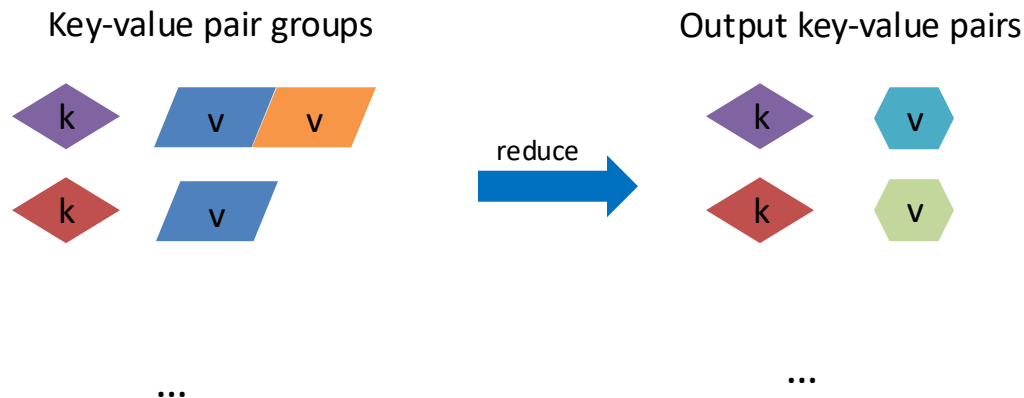 Key-value pair groups
Output key-value pairs
k v v
reduce
k v
k v
k v
...
...